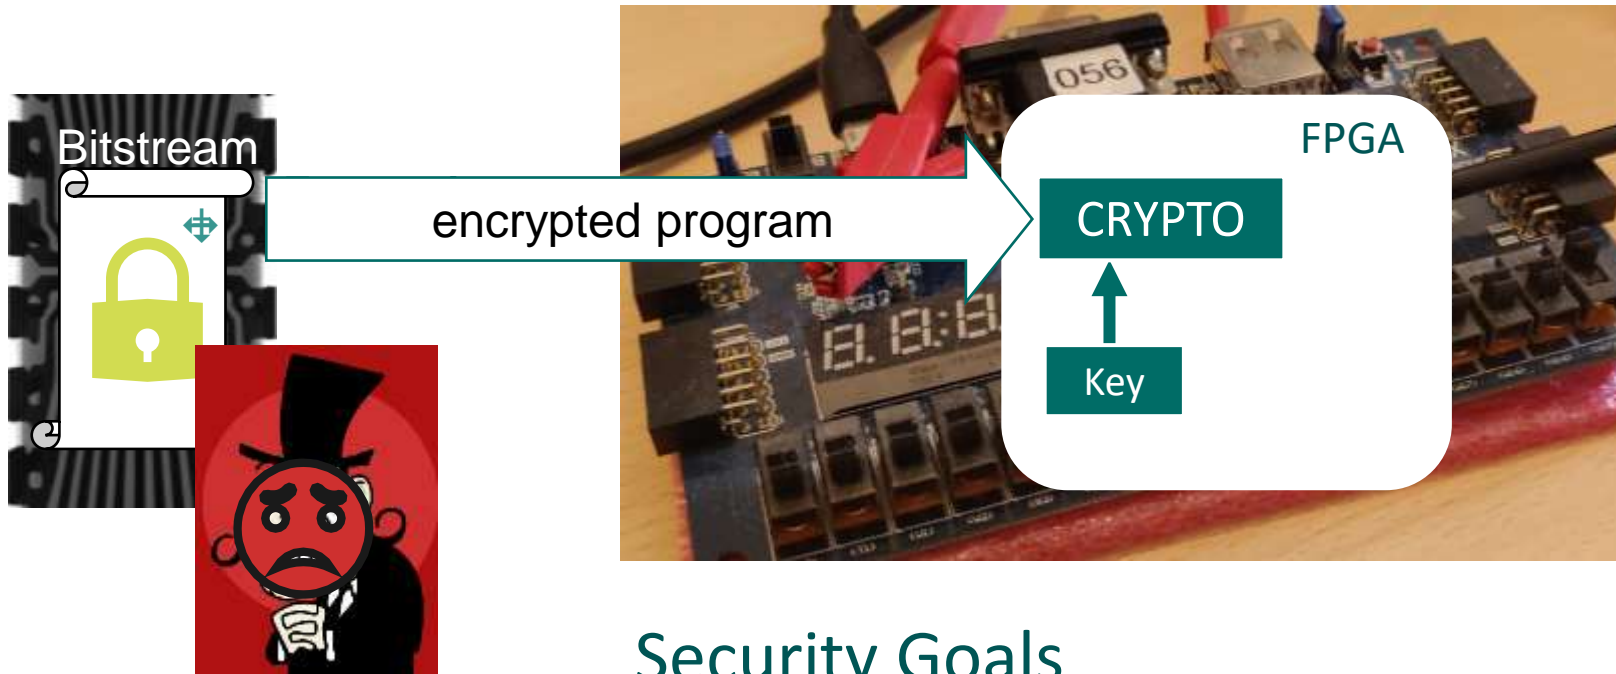 056
FPGA
Bitstream
encrypted program
CRYPTO
Key
Security Goals